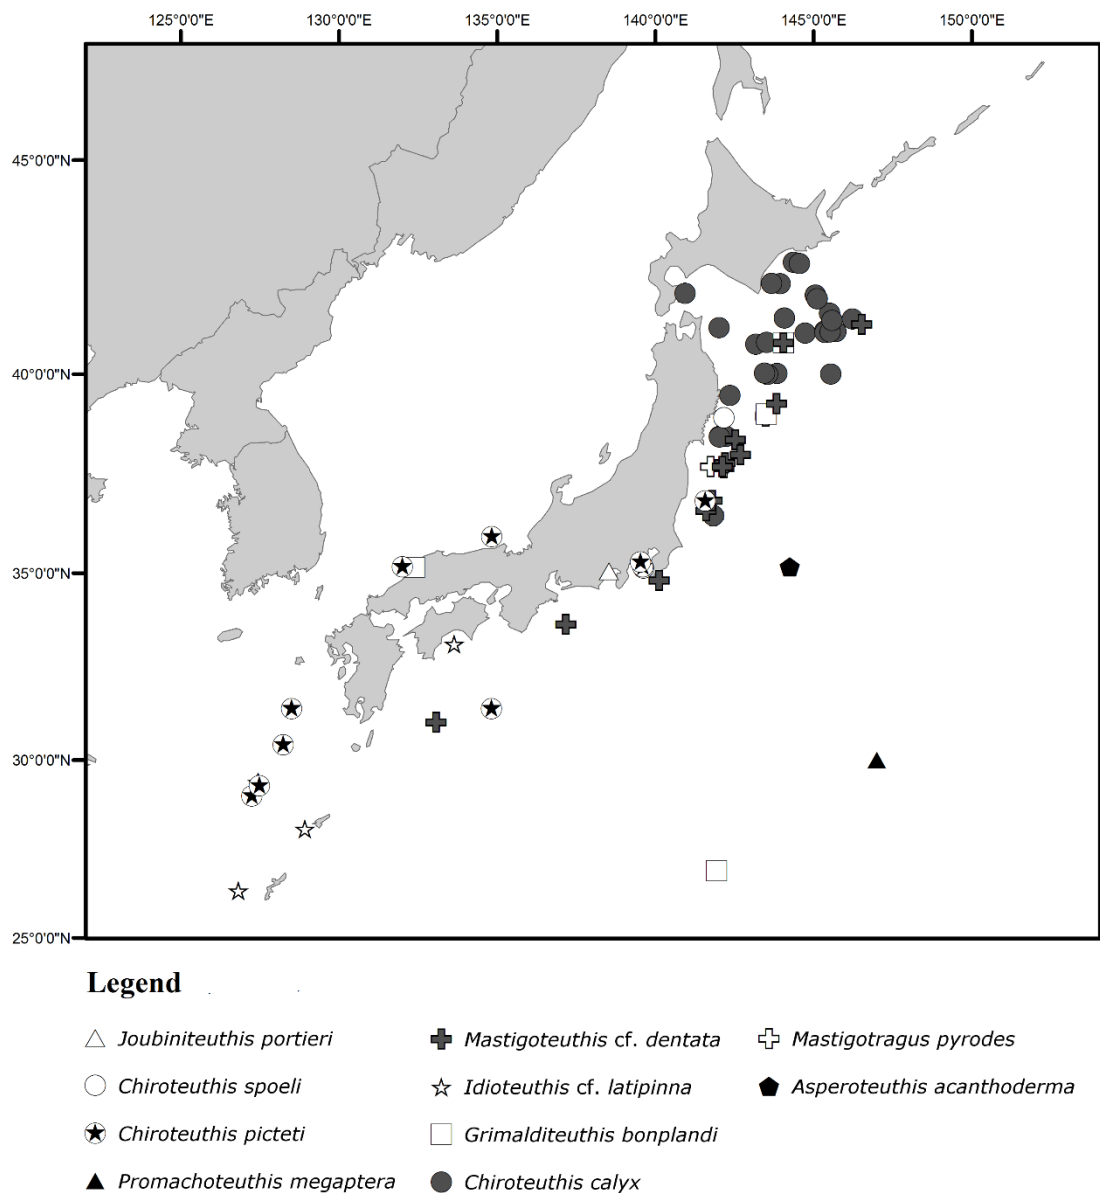 125°0'0"E 130°0'0"E 135°0'0"E 140°0'0"E 145°0'0"E 150°0'0"E
45°0'0"N
40°0'0"N
35°0'0"N
30°0'0"N
25°0'0"N
Legend
Joubiniteuthis portieri
Mastigoteuthis cf. dentata
Mastigotragus pyrodes
Chiroteuthis spoeli
Idioteuthis cf. latipinna
Asperoteuthis acanthoderma
Chiroteuthis picteti
Grimalditeuthis bonplandi
Promachoteuthis megaptera
Chiroteuthis calyx